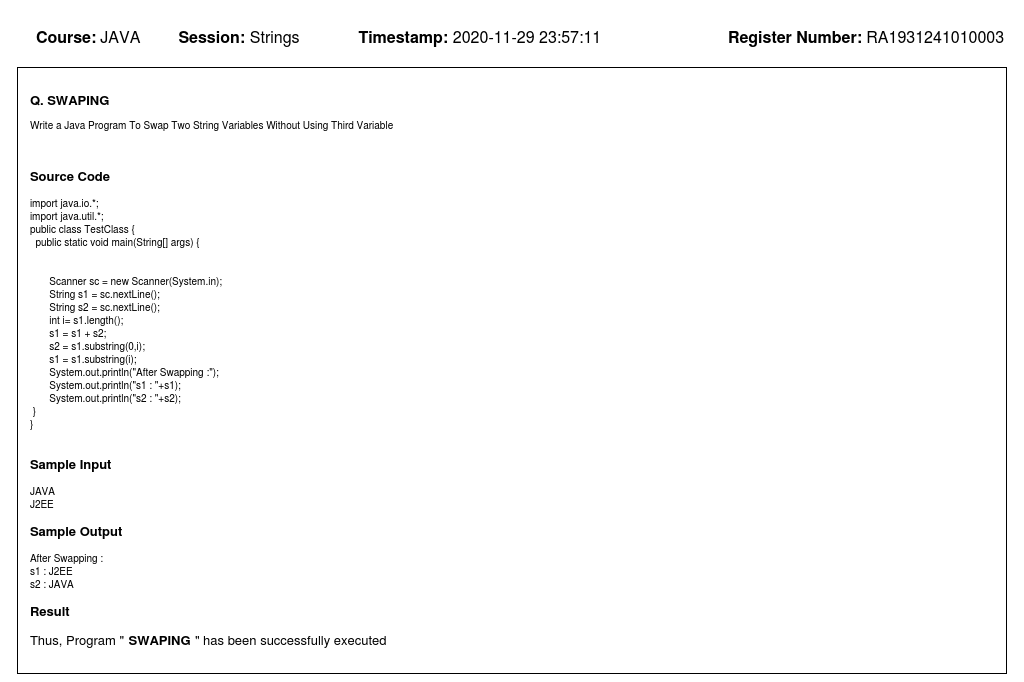 Course: JAVA Session: Strings Timestamp: 2020-11-29 23:57:11 Register Number: RA1931241010003
Q. SWAPING
Write a Java Program To Swap Two String Variables Without Using Third Variable
Source Code
import java.io.*;
import java.util.*;
public class TestClass {
public static void main(String[] args) {
Scanner sc = new Scanner(System.in);
String s1 = sc.nextLine();
String s2 = sc.nextLine();
int i= s1.length();
s1 = s1 + s2;
s2 = s1.substring(0,i);
s1 = s1.substring(i);
System.out.println("After Swapping :");
System.out.println("s1 : "+s1);
System.out.println("s2 : "+s2);
}
}
Sample Input
JAVA
J2EE
Sample Output
After Swapping :
s1 : J2EE
s2 : JAVA
Result
Thus, Program " SWAPING " has been successfully executed